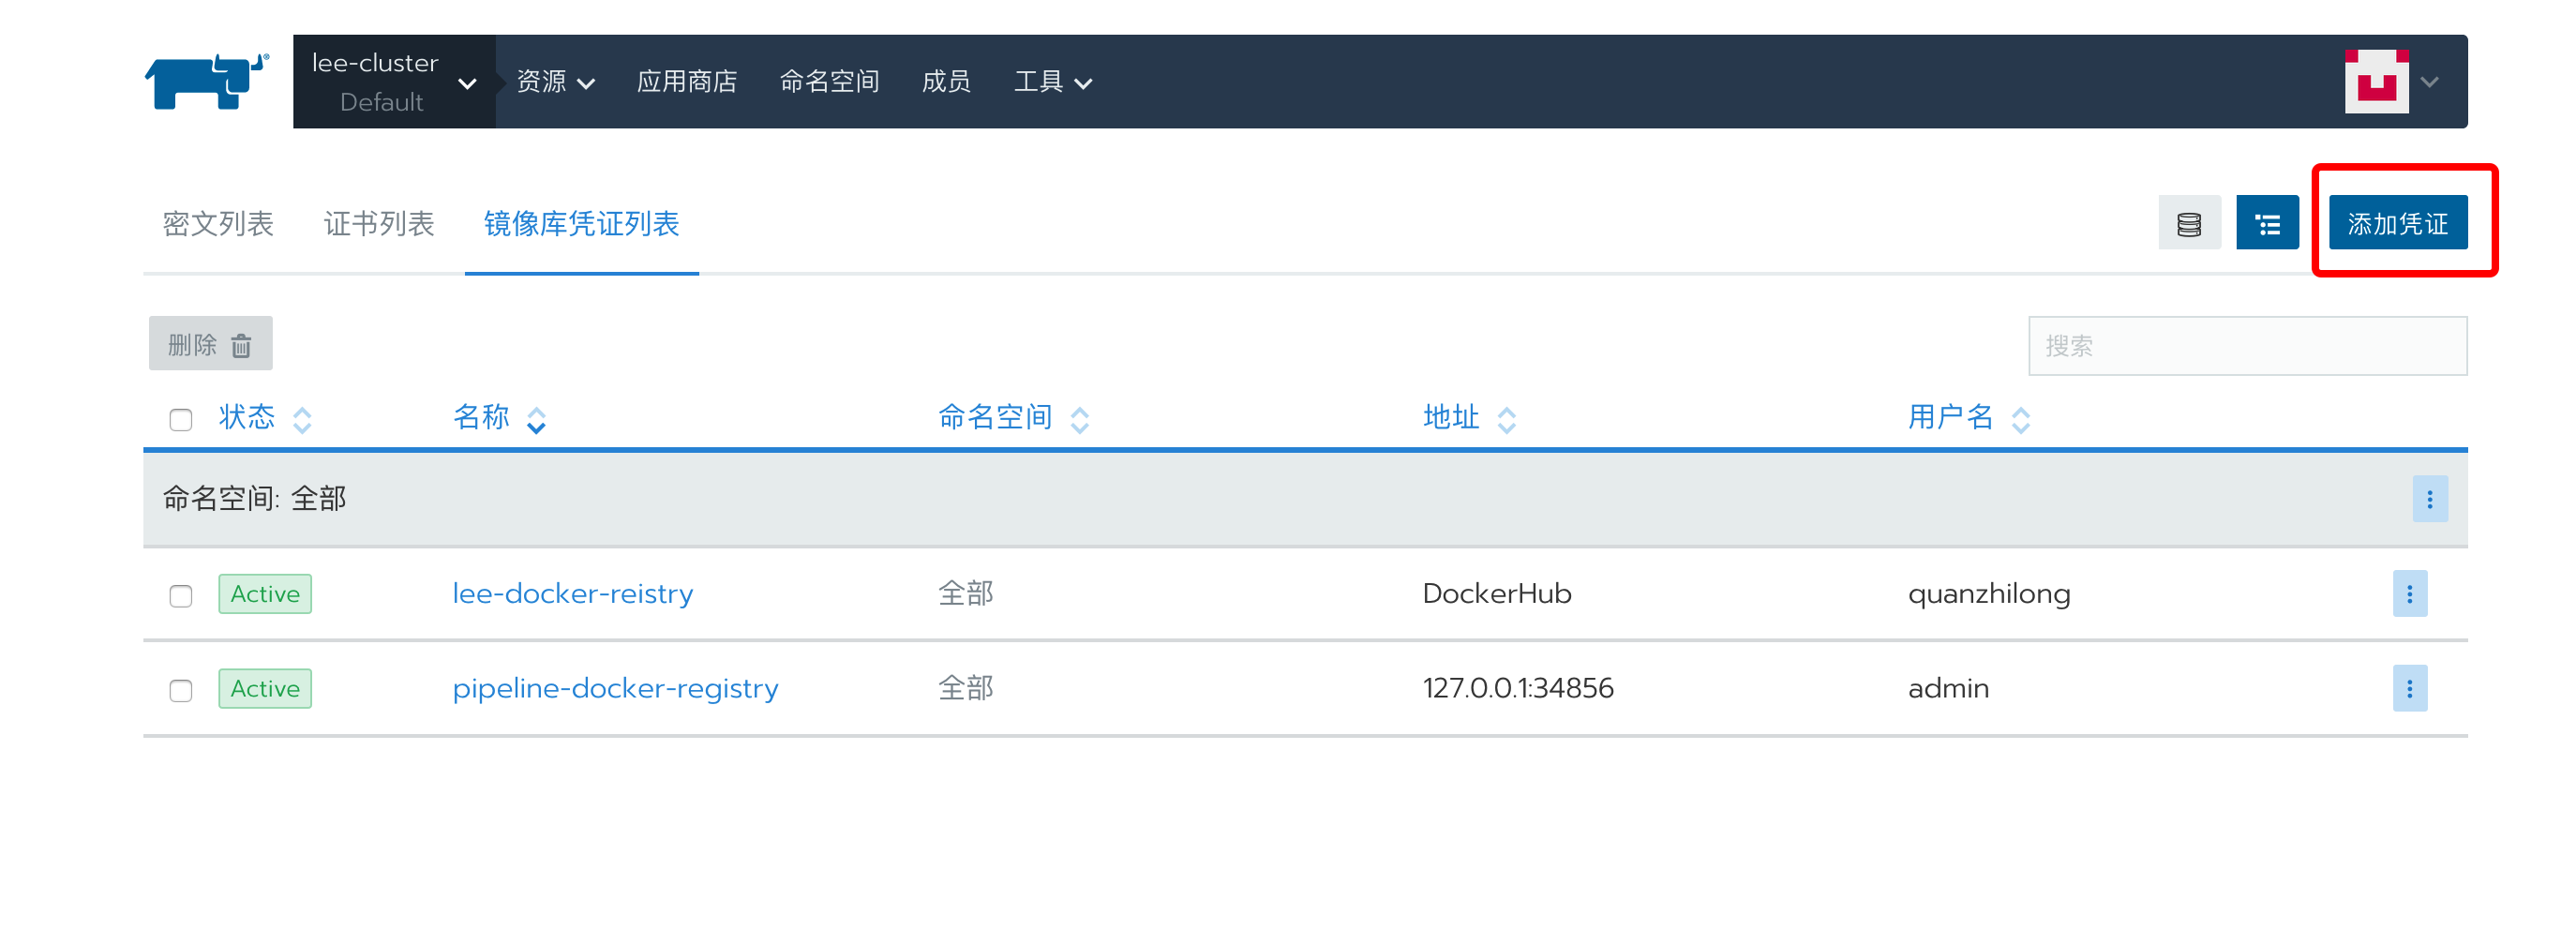 lee-cluster
Default
资源 应用商店 命名空间 成员 工具
密文列表 证书列表 镜像库凭证列表 添加凭证
删除 搜索
状态 名称 命名空间 地址 用户名
命名空间: 全部
Active lee-docker-reistry 全部 DockerHub quanzhilong
Active pipeline-docker-registry 全部 127.0.0.1:34856 admin